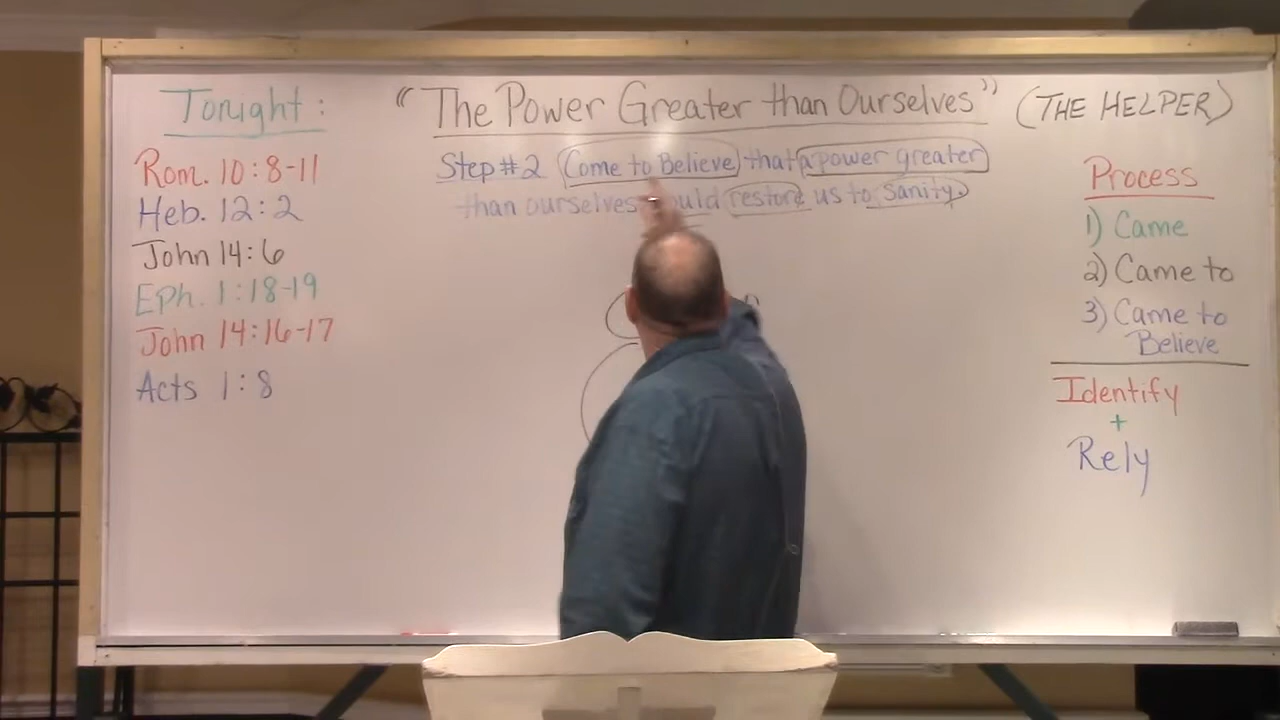 Tonight:
Rom. 10:8-11
Heb. 12:2
John 14:6
Eph. 1:18-19
John 14:16-17
Acts 1:8
"The Power Greater than Ourselves" (THE HELPER)
Step #2 Come to Believe that a power greater
than ourselves restore us to Sanity
Process
1) Came
2) Came to
3) Came to
Believe
Identify
+
Rely